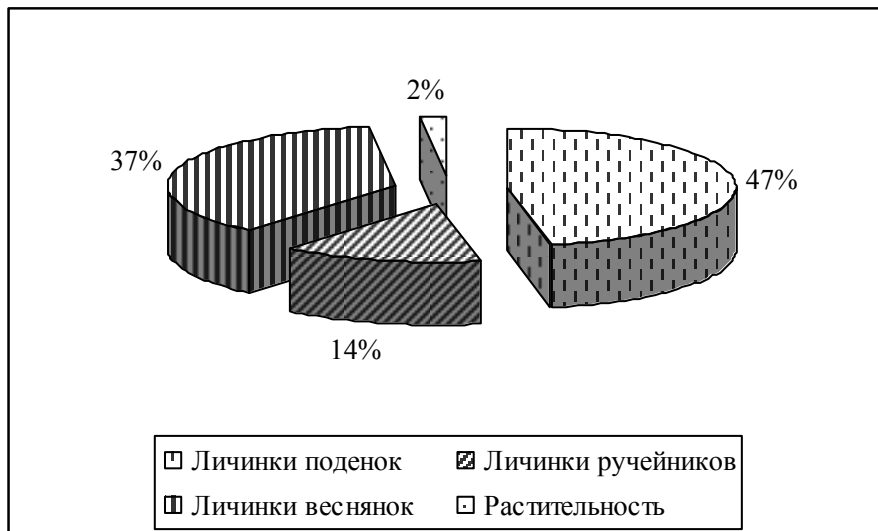 2%
37%
47%
14%
Личинки поденок
Личинки ручейников
Личинки веснянок
Растительность